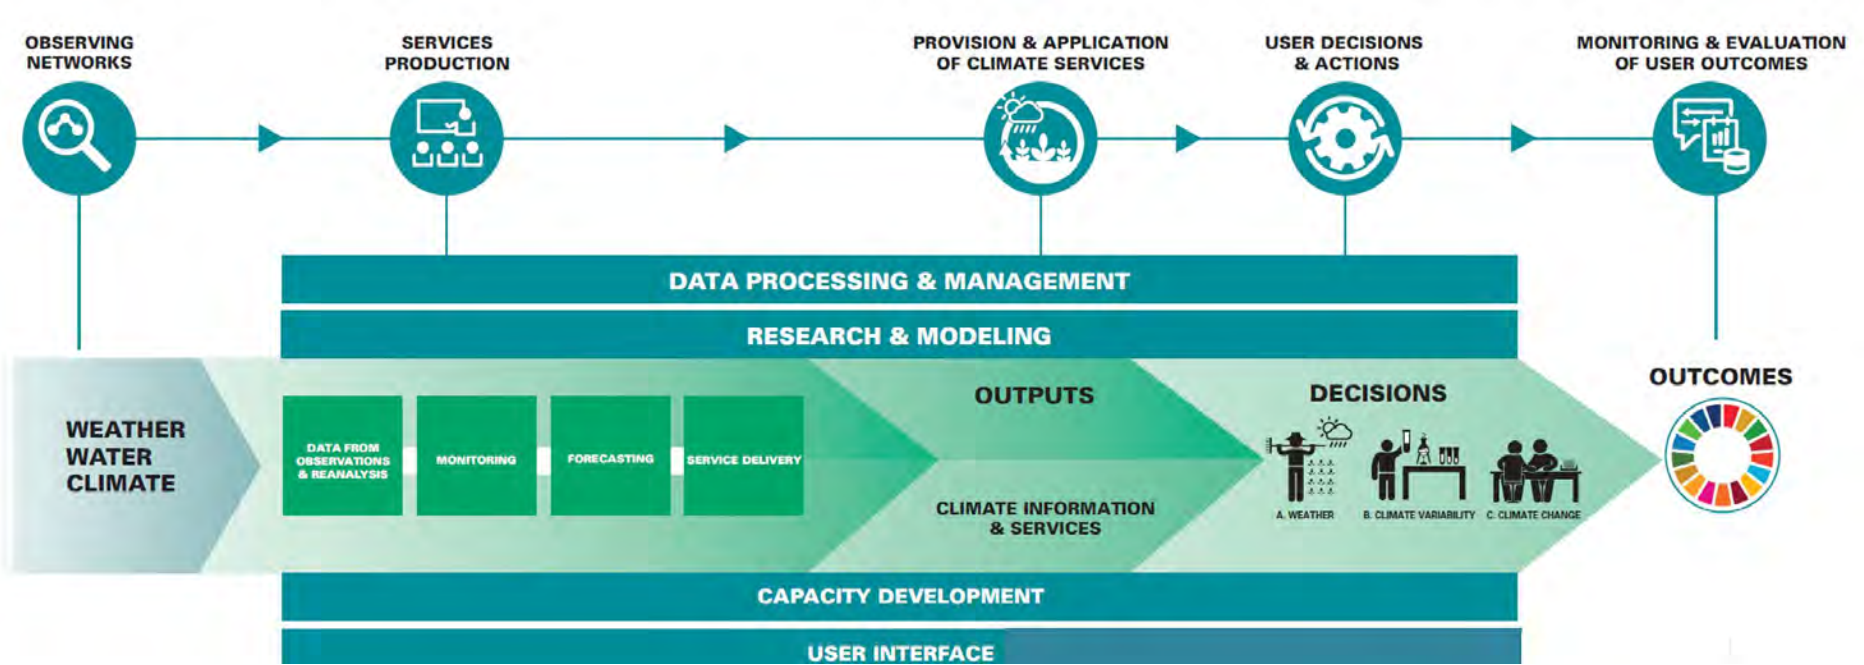 OBSERVING
NETWORKS
SERVICES
PRODUCTION
PROVISION & APPLICATION
OF CLIMATE SERVICES
USER DECISIONS
& ACTIONS
MONITORING & EVALUATION
OF USER OUTCOMES
DATA PROCESSING & MANAGEMENT
RESEARCH & MODELING
WEATHER
WATER
CLIMATE
DATA FROM
OBSERVATIONS
& REANALYSIS
MONITORING
FORECASTING
SERVICE DELIVERY
OUTPUTS
CLIMATE INFORMATION
& SERVICES
DECISIONS
A. WEATHER
B. CLIMATE VARIABILITY
C. CLIMATE CHANGE
OUTCOMES
CAPACITY DEVELOPMENT
USER INTERFACE